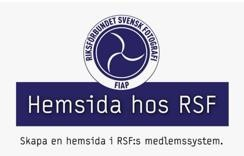 RIKSFÖRBUNDET SVENSK FOTOGRAFI
FIAP
Hemsida hos RSF
Skapa en hemsida i RSF:s medlemssystem.